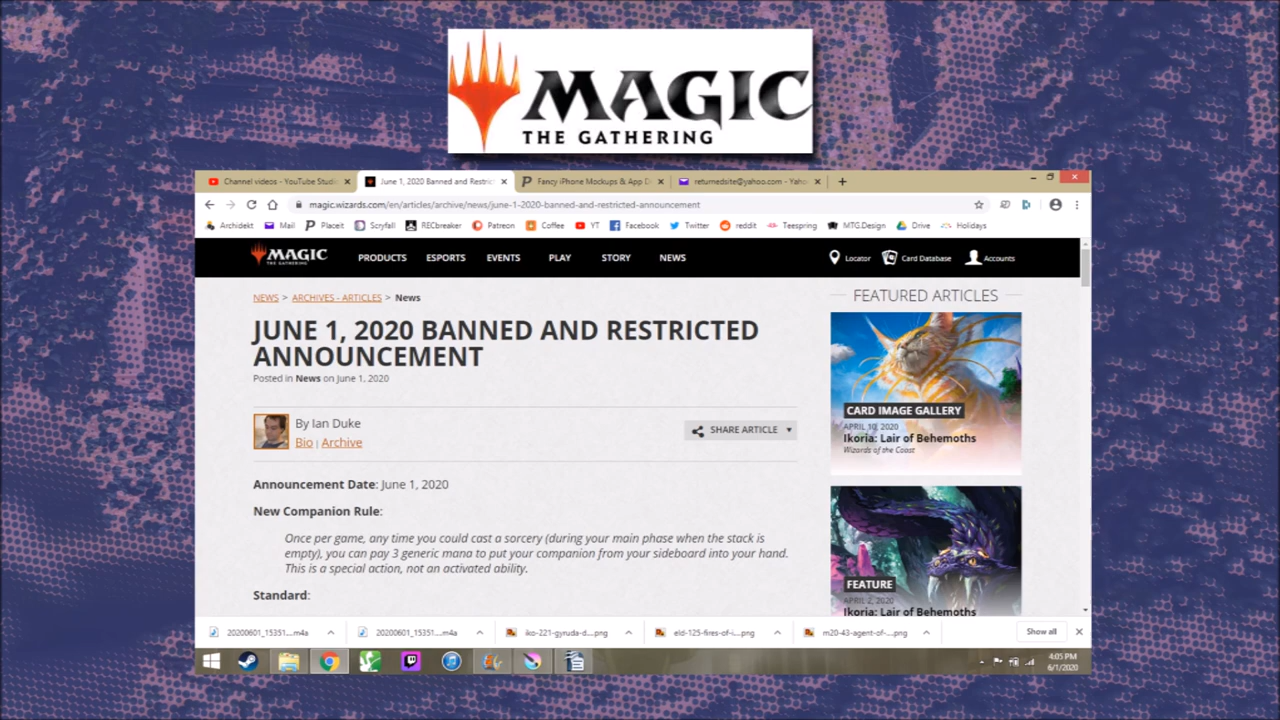 MAGIC
THE GATHERING
Channel videos - YouTube Studi
June 1, 2020 Banned and Restric
Fancy iPhone Mockups & App D
returnedsite@yahoo.com - Yaho
magic.wizards.com/en/articles/archive/news/june-1-2020-banned-and-restricted-announcement
Archidekt Mail Placeit Scryfall RECbreaker Patreon Coffee YT Facebook Twitter reddit Teespring MTG.Design Drive Holidays
MAGIC
THE GATHERING
PRODUCTS ESPORTS EVENTS PLAY STORY NEWS
Locator Card Database Accounts
NEWS > ARCHIVES - ARTICLES > News
JUNE 1, 2020 BANNED AND RESTRICTED
ANNOUNCEMENT
Posted in News on June 1, 2020
By Ian Duke
Bio | Archive
SHARE ARTICLE
Announcement Date: June 1, 2020
New Companion Rule:
Once per game, any time you could cast a sorcery (during your main phase when the stack is
empty), you can pay 3 generic mana to put your companion from your sideboard into your hand.
This is a special action, not an activated ability.
Standard:
FEATURED ARTICLES
CARD IMAGE GALLERY
APRIL 10, 2020
Ikoria: Lair of Behemoths
Wizards of the Coast
FEATURE
APRIL 2, 2020
Ikoria: Lair of Behemoths
20200601_15351....m4a
20200601_15351....m4a
iko-221-gyruda-d....png
eld-125-fires-of-i....png
m20-43-agent-of-....png
Show all
4:05 PM
6/1/2020